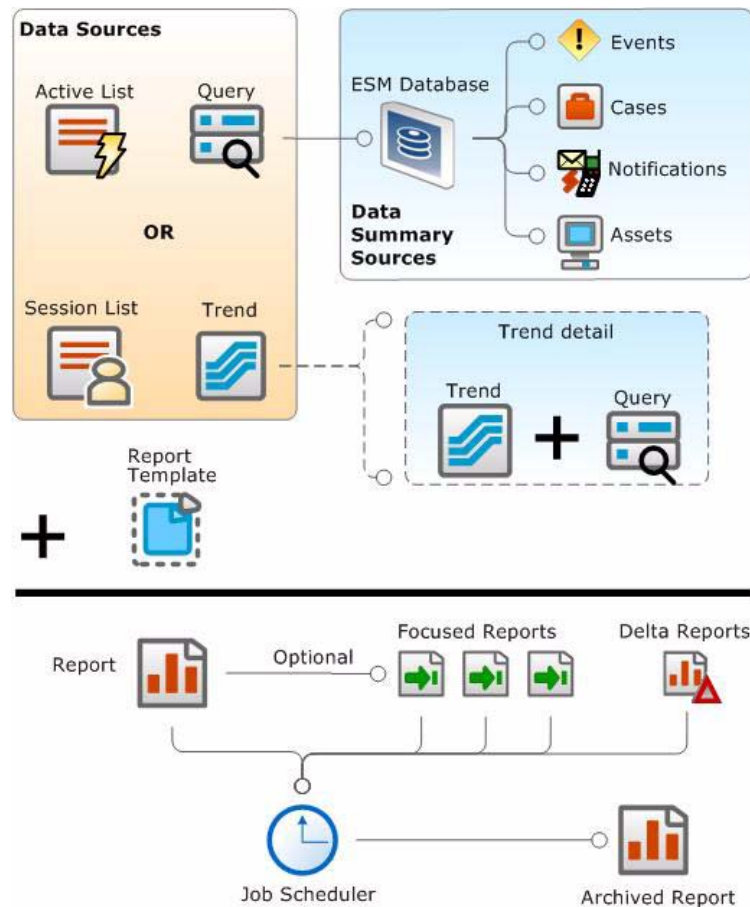 Data Sources
Active List
Query
OR
Session List
Trend
ESM Database
Data
Summary
Sources
Events
Cases
Notifications
Assets
Trend detail
Trend
Query
Report
Template
Report
Optional
Focused Reports
Delta Reports
Job Scheduler
Archived Report